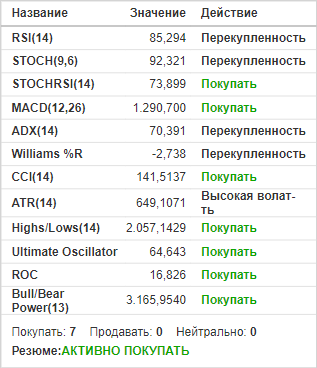 Название Значение Действие
RSI(14) 85,294 Перекупленность
STOCH(9,6) 92,321 Перекупленность
STOCHRSI(14) 73,899 Покупать
MACD(12,26) 1.290,700 Покупать
ADX(14) 70,391 Перекупленность
Williams %R -2,738 Перекупленность
CCI(14) 141,5137 Покупать
ATR(14) 649,1071 Высокая волат-
ть
Highs/Lows(14) 2.057,1429 Покупать
Ultimate Oscillator 64,643 Покупать
ROC 16,826 Покупать
Bull/Bear
Power(13) 3.165,9540 Покупать
Покупать: 7 Продавать: 0 Нейтрально: 0
Резюме:АКТИВНО ПОКУПАТЬ